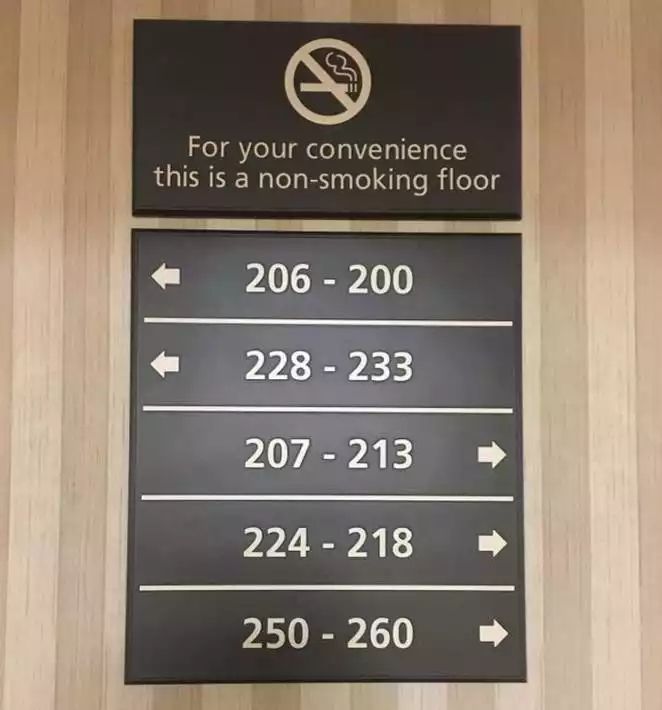 For your convenience
this is a non-smoking floor
206 - 200
228 - 233
207 - 213
224 - 218
250 - 260